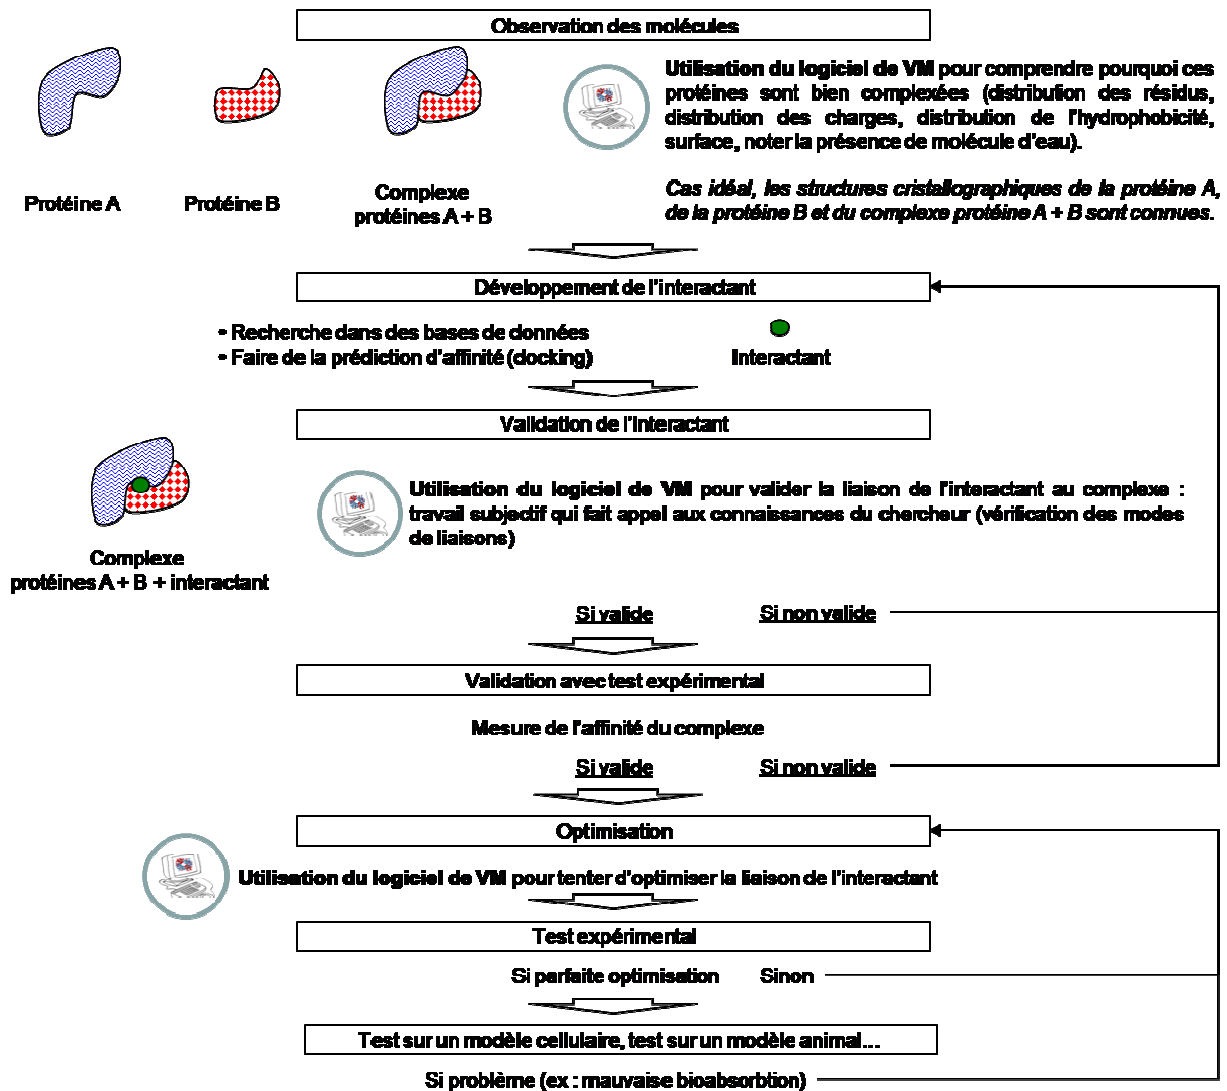 Observation des molécules
Utilisation du logiciel de VM pour comprendre pourquoi ces
protéines sont bien complexées (distribution des résidus,
distribution des charges, distribution de l'hydrophobicité,
surface, noter la présence de molécule d'eau).
Cas idéal, les structures cristallographiques de la protéine A,
de la protéine B et du complexe protéine A + B sont connues.
Protéine A
Protéine B
Complexe
protéines A + B
Développement de l'interactant
• Recherche dans des bases de données
• Faire de la prédiction d'affinité (docking)
Interactant
Validation de l'interactant
Utilisation du logiciel de VM pour valider la liaison de l'interactant au complexe :
travail subjectif qui fait appel aux connaissances du chercheur (vérification des modes
de liaisons)
Complexe
protéines A + B + interactant
Si valide
Si non valide
Validation avec test expérimental
Mesure de l'affinité du complexe
Si valide
Si non valide
Optimisation
Utilisation du logiciel de VM pour tenter d'optimiser la liaison de l'interactant
Test expérimental
Si parfaite optimisation
Sinon
Test sur un modèle cellulaire, test sur un modèle animal...
Si problème (ex : mauvaise bioabsorbtion)